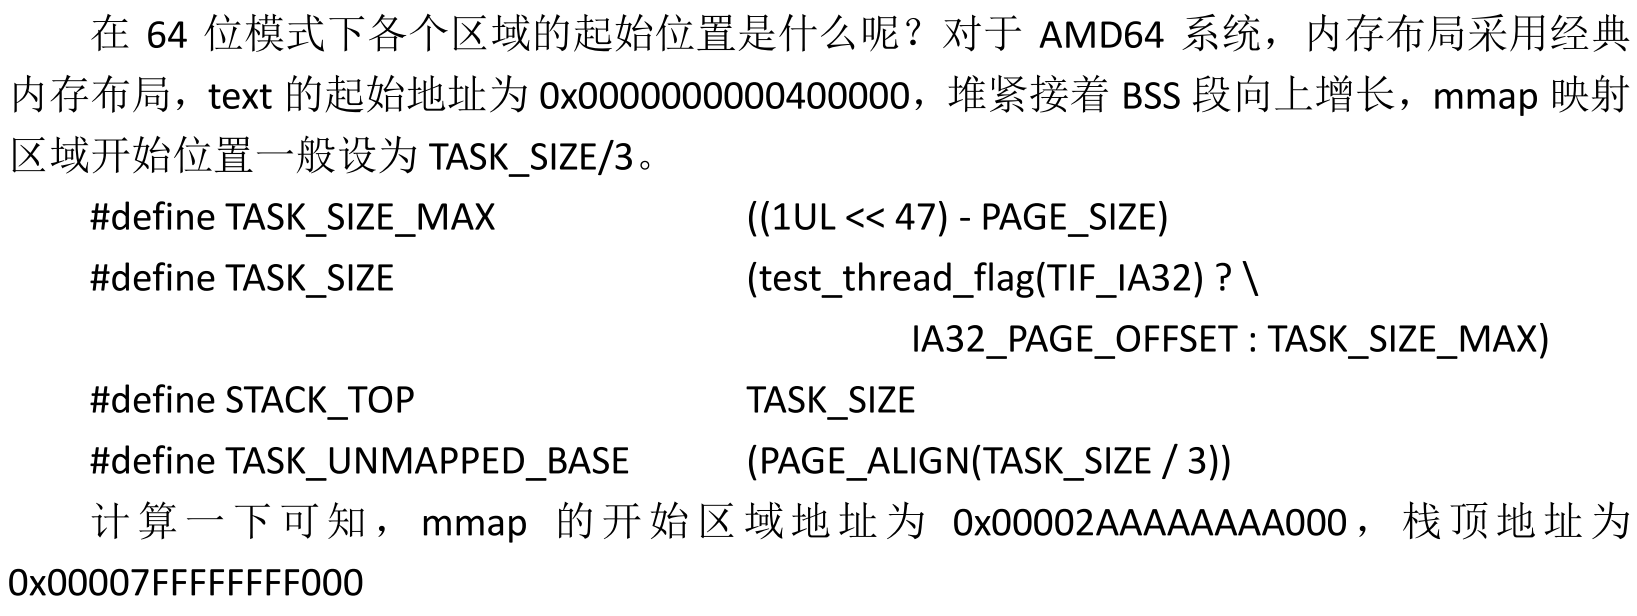 在 64 位模式下各个区域的起始位置是什么呢？对于 AMD64 系统，内存布局采用经典
内存布局，text 的起始地址为 0x0000000000400000，堆紧接着 BSS 段向上增长，mmap 映射
区域开始位置一般设为 TASK_SIZE/3。
#define TASK_SIZE_MAX ((1UL << 47) - PAGE_SIZE)
#define TASK_SIZE (test_thread_flag(TIF_IA32) ? \
IA32_PAGE_OFFSET : TASK_SIZE_MAX)
#define STACK_TOP TASK_SIZE
#define TASK_UNMAPPED_BASE (PAGE_ALIGN(TASK_SIZE / 3))
计算一下可知，mmap 的开始区域地址为 0x00002AAAAAAAA000，栈顶地址为
0x00007FFFFFFFF000